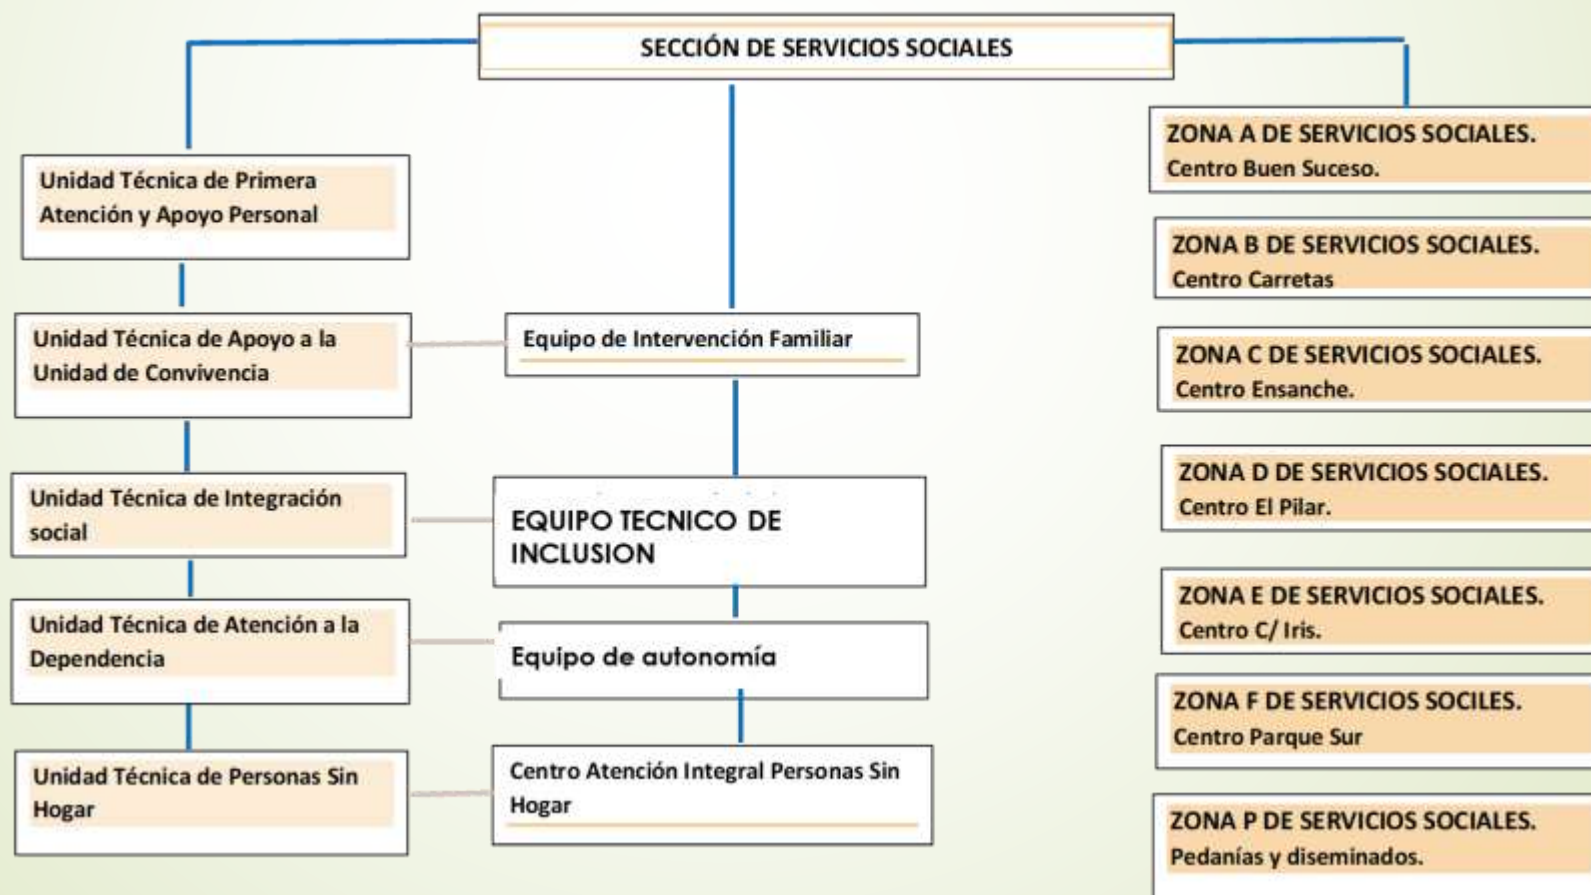 SECCIÓN DE SERVICIOS SOCIALES
Unidad Técnica de Primera
Atención y Apoyo Personal
Unidad Técnica de Apoyo a la
Unidad de Convivencia
Unidad Técnica de Integración
social
Unidad Técnica de Atención a la
Dependencia
Unidad Técnica de Personas Sin
Hogar
Equipo de Intervención Familiar
EQUIPO TECNICO DE
INCLUSION
Equipo de autonomía
Centro Atención Integral Personas Sin
Hogar
ZONA A DE SERVICIOS SOCIALES.
Centro Buen Suceso.
ZONA B DE SERVICIOS SOCIALES.
Centro Carretas
ZONA C DE SERVICIOS SOCIALES.
Centro Ensanche.
ZONA D DE SERVICIOS SOCIALES.
Centro El Pilar.
ZONA E DE SERVICIOS SOCIALES.
Centro C/ Iris.
ZONA F DE SERVICIOS SOCILES.
Centro Parque Sur
ZONA P DE SERVICIOS SOCIALES.
Pedanías y diseminados.